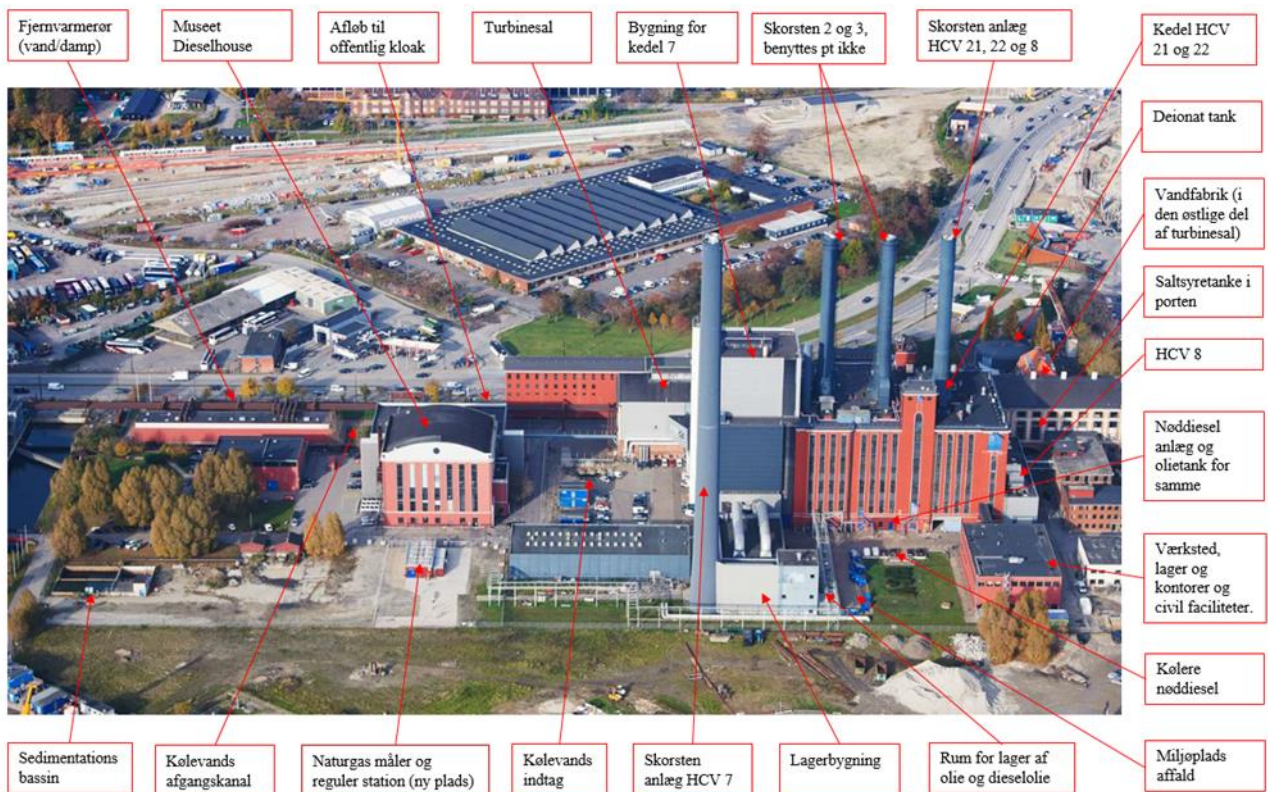 Fjernvarmerør
(vand/damp)
Museet
Dieselhouse
Afløb til
offentlig kloak
Turbinesal
Bygning for
kedel 7
Skorsten 2 og 3,
benyttes pt ikke
Skorsten anlæg
HCV 21, 22 og 8
Kedel HCV
21 og 22
Deionat tank
Vandfabrik (i
den østlige del
af turbinesal)
Saltsyretanke i
porten
HCV 8
Nøddiesel
anlæg og
olietank for
samme
Værksted,
lager og
kontorer og
civil faciliteter.
Kølere
nøddiesel
Miljøplads
affald
Sedimentations
bassin
Kølevands
afgangskanal
Naturgas måler og
reguler station (ny plads)
Kølevands
indtag
Skorsten
anlæg HCV 7
Lagerbygning
Rum for lager af
olie og dieselolie